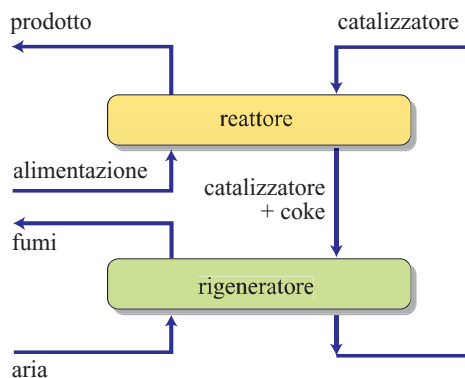 prodotto
catalizzatore
reattore
alimentazione
catalizzatore
+ coke
fumi
rigeneratore
aria